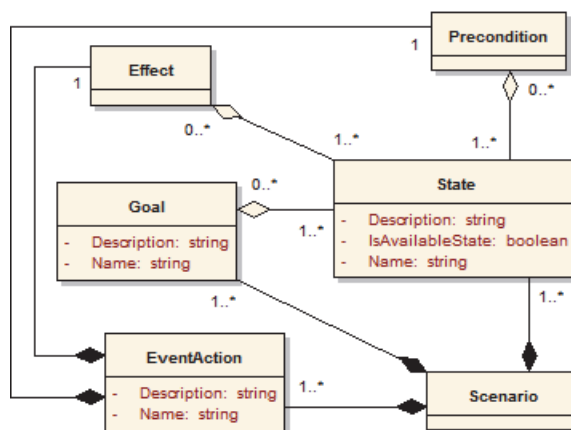 1
Precondition
Effect
1
0..*
0..*
1..*
1..*
State
- Description: string
- IsAvailableState: boolean
- Name: string
0..*
Goal
1..*
- Description: string
- Name: string
1..*
1..*
EventAction
- Description: string
- Name: string
1..*
Scenario